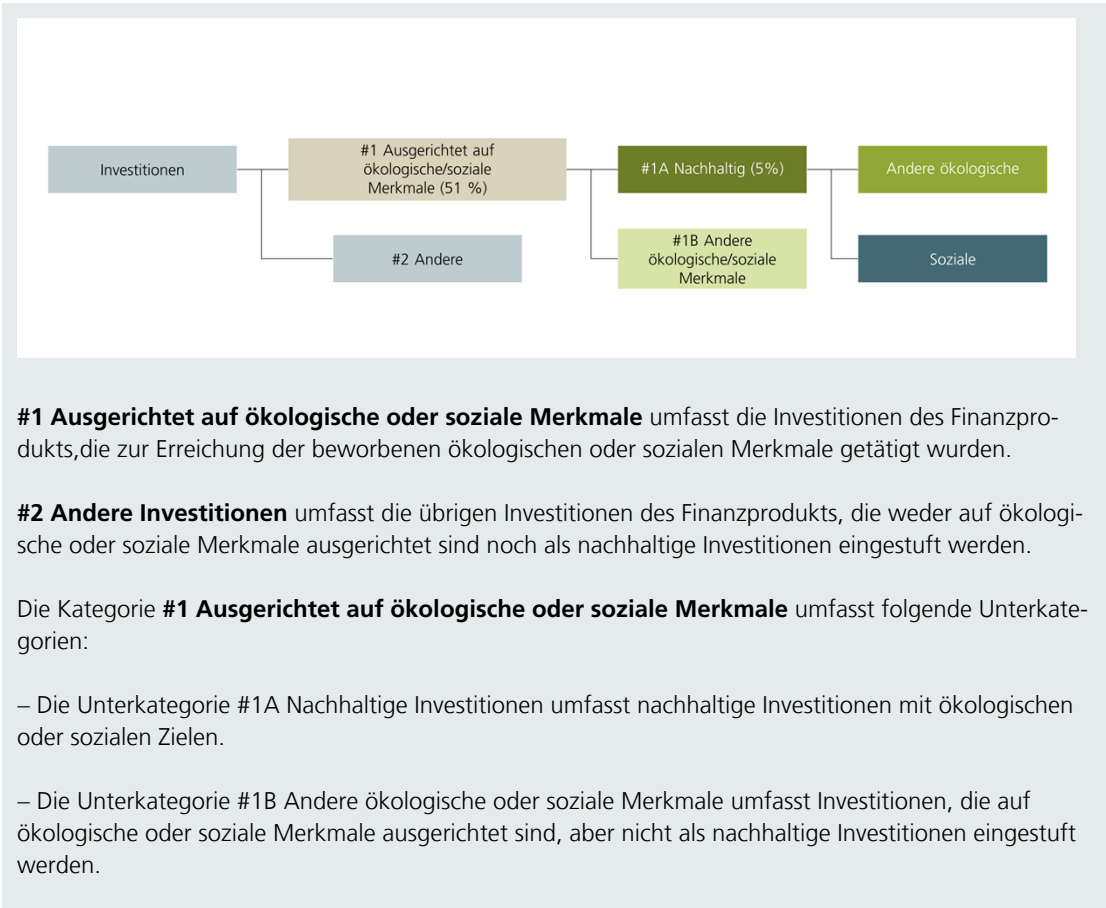 Investitionen
#1 Ausgerichtet auf
ökologische/soziale
Merkmale (51 %)
#1A Nachhaltig (5%)
Andere ökologische
#2 Andere
#1B Andere
ökologische/soziale
Merkmale
Soziale
#1 Ausgerichtet auf ökologische oder soziale Merkmale umfasst die Investitionen des Finanzpro-
dukts,die zur Erreichung der beworbenen ökologischen oder sozialen Merkmale getätigt wurden.
#2 Andere Investitionen umfasst die übrigen Investitionen des Finanzprodukts, die weder auf ökologi-
sche oder soziale Merkmale ausgerichtet sind noch als nachhaltige Investitionen eingestuft werden.
Die Kategorie #1 Ausgerichtet auf ökologische oder soziale Merkmale umfasst folgende Unterkate-
gorien:
– Die Unterkategorie #1A Nachhaltige Investitionen umfasst nachhaltige Investitionen mit ökologischen
oder sozialen Zielen.
– Die Unterkategorie #1B Andere ökologische oder soziale Merkmale umfasst Investitionen, die auf
ökologische oder soziale Merkmale ausgerichtet sind, aber nicht als nachhaltige Investitionen eingestuft
werden.